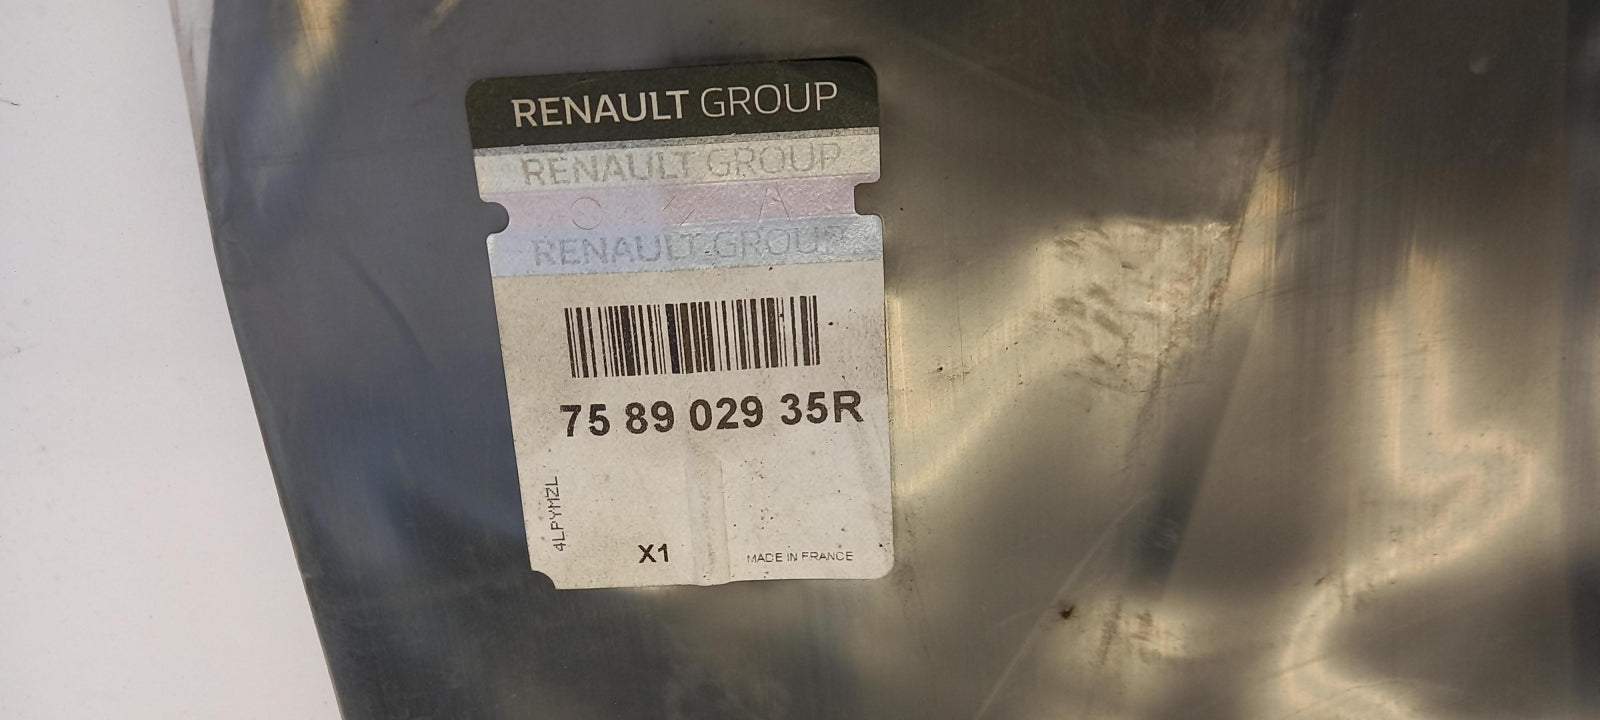 RENAULT GROUP
RENAULT GROUP
RENAULT GROUP
75 89 029 35R
4LPYMZL
X1
MADE IN FRANCE